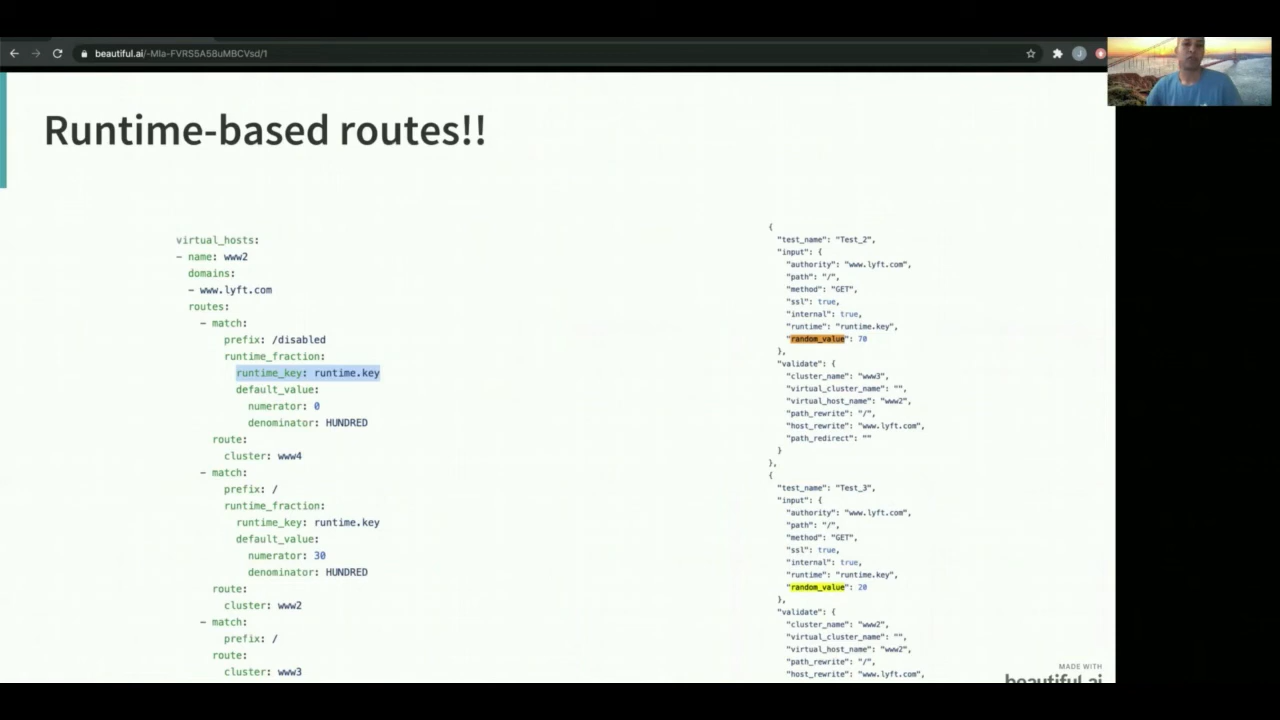 beautiful.ai/-Mla-FVRS5A58uMBCVsd/1
J
Runtime-based routes!!
virtual_hosts:
- name: www2
domains:
- www.lyft.com
routes:
- match:
prefix: /disabled
runtime_fraction:
runtime_key: runtime.key
default_value:
numerator: 0
denominator: HUNDRED
route:
cluster: www4
- match:
prefix: /
runtime_fraction:
runtime_key: runtime.key
default_value:
numerator: 30
denominator: HUNDRED
route:
cluster: www2
- match:
prefix: /
route:
cluster: www3
{
"test_name": "Test_2",
"input": {
"authority": "www.lyft.com",
"path": "/",
"method": "GET",
"ssl": true,
"internal": true,
"runtime": "runtime.key",
"random_value": 70
},
"validate": {
"cluster_name": "www3",
"virtual_cluster_name": "",
"virtual_host_name": "www2",
"path_rewrite": "/",
"host_rewrite": "www.lyft.com",
"path_redirect": ""
}
},
{
"test_name": "Test_3",
"input": {
"authority": "www.lyft.com",
"path": "/",
"method": "GET",
"ssl": true,
"internal": true,
"runtime": "runtime.key",
"random_value": 20
},
"validate": {
"cluster_name": "www2",
"virtual_cluster_name": "",
"virtual_host_name": "www2",
"path_rewrite": "/",
"host_rewrite": "www.lyft.com",
MADE WITH
beautiful.ai